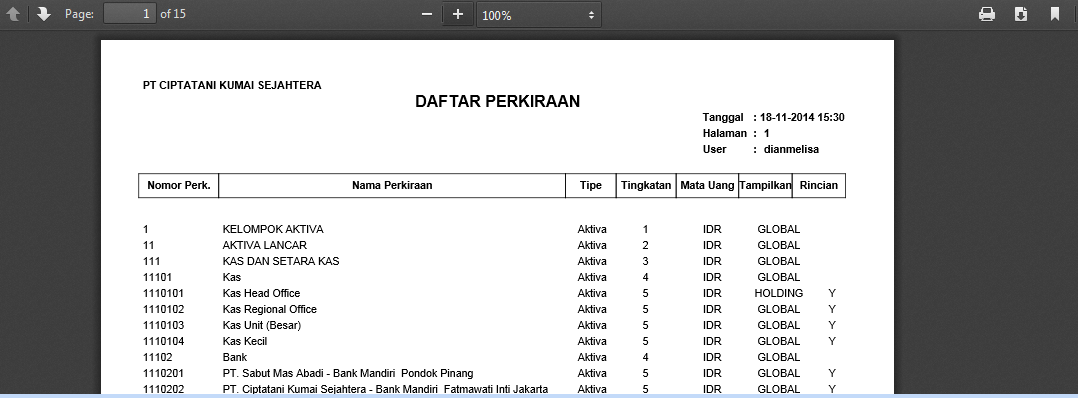 Page: 1 of 15 100%
PT CIPTATANI KUMAI SEJAHTERA
DAFTAR PERKIRAAN
Tanggal : 18-11-2014 15:30
Halaman : 1
User : dianmelisa
Nomor Perk. Nama Perkiraan Tipe Tingkatan Mata Uang Tampilkan Rincian
1 KELOMPOK AKTIVA Aktiva 1 IDR GLOBAL
11 AKTIVA LANCAR Aktiva 2 IDR GLOBAL
111 KAS DAN SETARA KAS Aktiva 3 IDR GLOBAL
11101 Kas Aktiva 4 IDR GLOBAL
1110101 Kas Head Office Aktiva 5 IDR HOLDING Y
1110102 Kas Regional Office Aktiva 5 IDR GLOBAL Y
1110103 Kas Unit (Besar) Aktiva 5 IDR GLOBAL Y
1110104 Kas Kecil Aktiva 5 IDR GLOBAL Y
11102 Bank Aktiva 4 IDR GLOBAL
1110201 PT. Sabut Mas Abadi - Bank Mandiri Pondok Pinang Aktiva 5 IDR GLOBAL Y
1110202 PT. Ciptatani Kumai Sejahtera - Bank Mandiri Fatmawati Inti Jakarta Aktiva 5 IDR GLOBAL Y